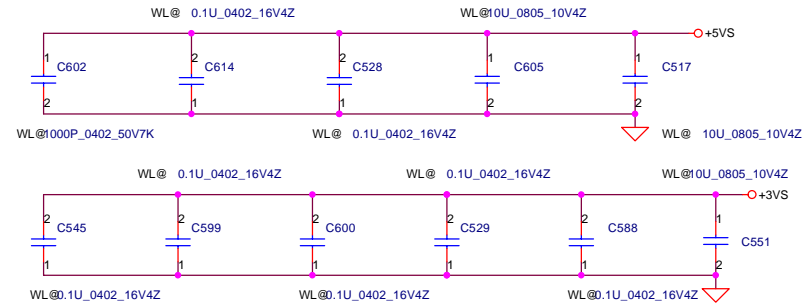 WL@ 0.1U_0402_16V4Z WL@10U_0805_10V4Z
+5VS
1 2 2 1 1
C602 C614 C528 C605 C517
2 1 1 2 2
WL@1000P_0402_50V7K WL@ 0.1U_0402_16V4Z WL@ 10U_0805_10V4Z
WL@ 0.1U_0402_16V4Z WL@ 0.1U_0402_16V4Z WL@10U_0805_10V4Z
+3VS
2 2 2 2 2 1
C545 C599 C600 C529 C588 C551
1 1 1 1 1 2
WL@0.1U_0402_16V4Z WL@0.1U_0402_16V4Z WL@0.1U_0402_16V4Z